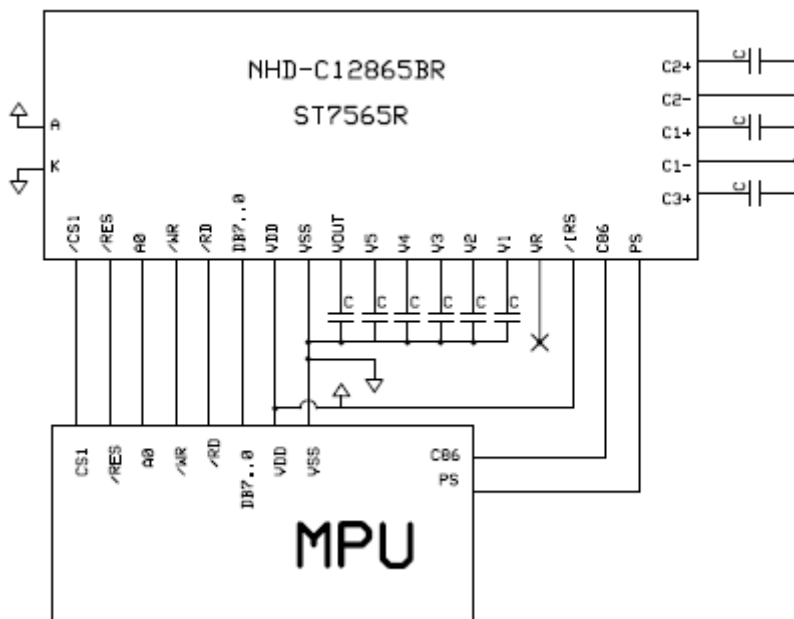 NHD-C12865BR
ST7565R
A
K
C2+
C2-
C1+
C1-
C3+
C
C
C
/CS1
/RES
A0
/WR
/RD
DB7..0
VDD
VSS
VOUT
V5
V4
V3
V2
V1
VR
/IRS
C86
PS
C
C
C
C
C
C
CS1
/RES
A0
/WR
/RD
DB7..0
VDD
VSS
C86
PS
MPU